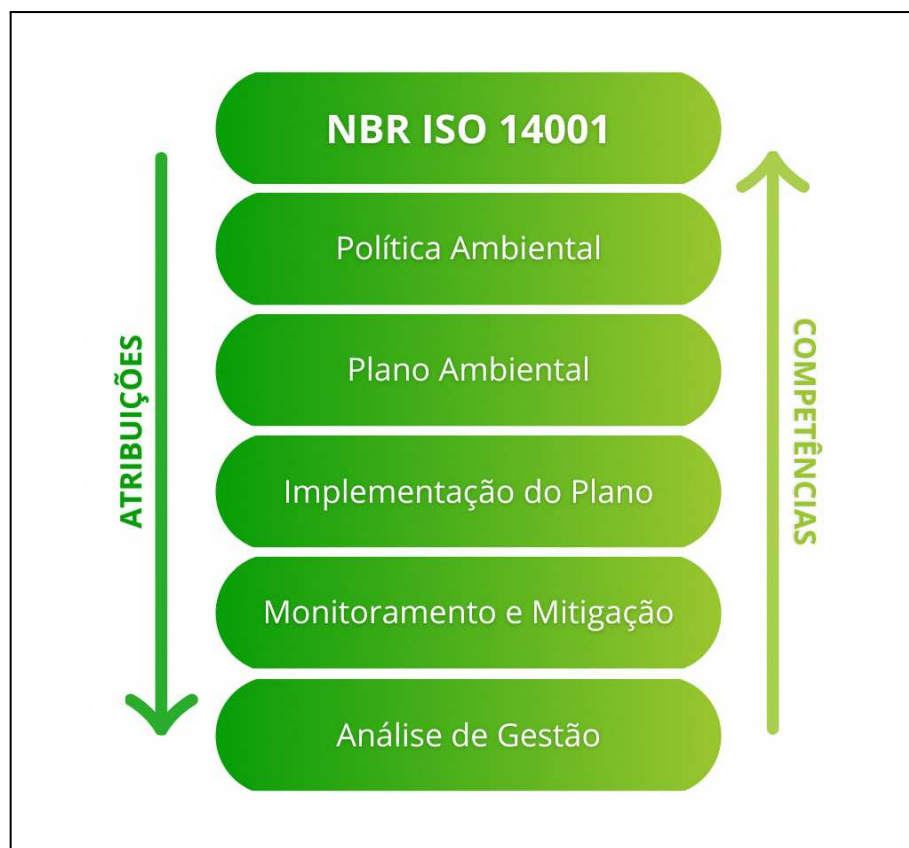 NBR ISO 14001
Política Ambiental
Plano Ambiental
Implementação do Plano
Monitoramento e Mitigação
Análise de Gestão
ATRIBUIÇÕES
COMPETÊNCIAS